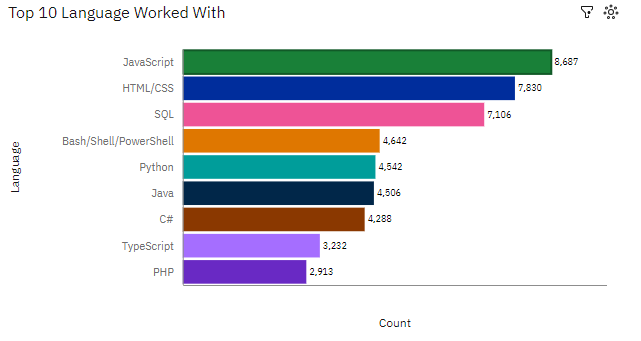 Top 10 Language Worked With
Language
JavaScript 8,687
HTML/CSS 7,830
SQL 7,106
Bash/Shell/PowerShell 4,642
Python 4,542
Java 4,506
C# 4,288
TypeScript 3,232
PHP 2,913
Count